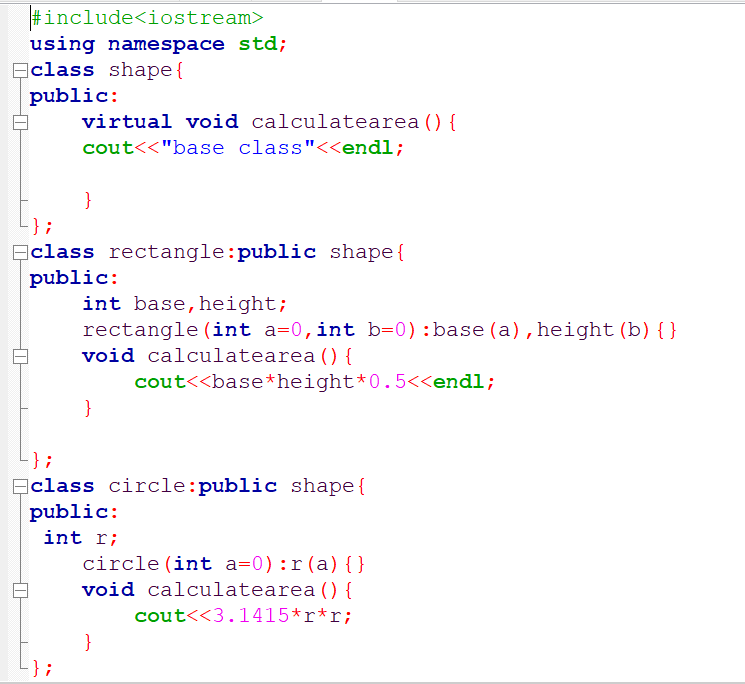 #include<iostream>
using namespace std;
class shape{
public:
    virtual void calculatearea(){
    cout<<"base class"<<endl;
    }
};
class rectangle:public shape{
public:
    int base,height;
    rectangle(int a=0,int b=0):base(a),height(b){}
    void calculatearea(){
        cout<<base*height*0.5<<endl;
    }
};
class circle:public shape{
public:
 int r;
    circle(int a=0):r(a){}
    void calculatearea(){
        cout<<3.1415*r*r;
    }
};